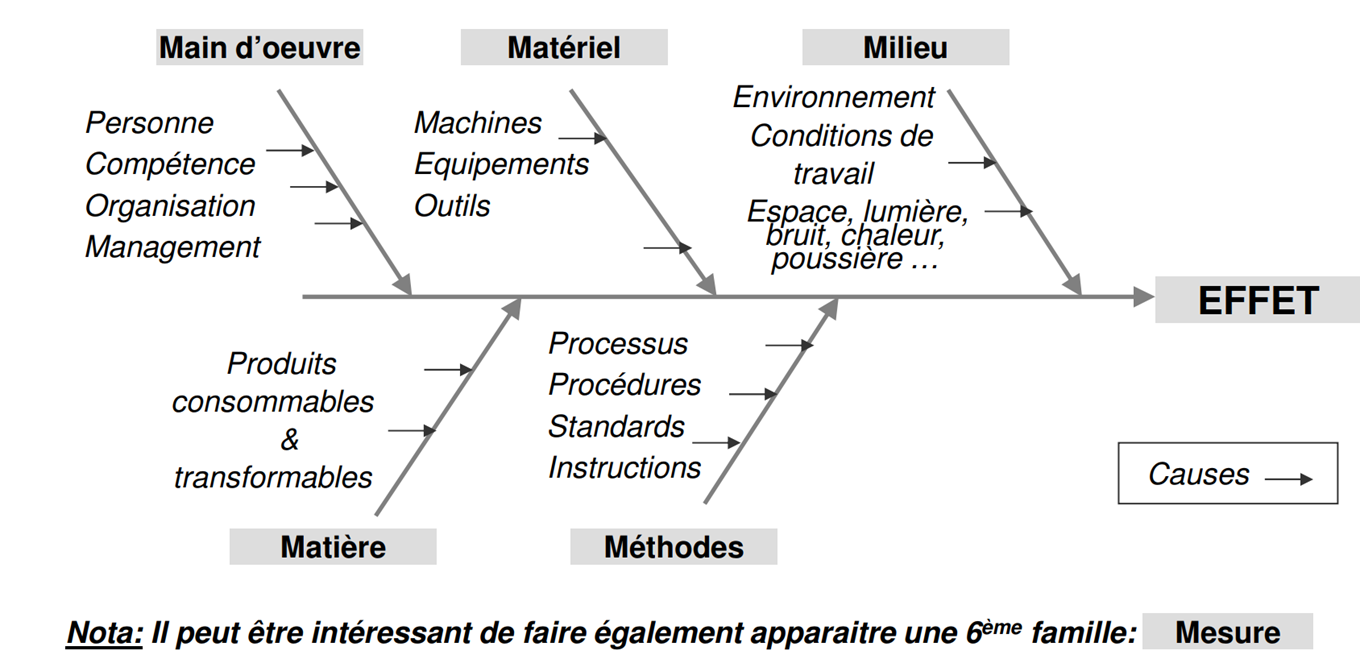 Main d’oeuvre
Matériel
Milieu
Personne
Compétence
Organisation
Management
Machines
Equipements
Outils
Environnement
Conditions de
travail
Espace, lumière,
bruit, chaleur,
poussière …
EFFET
Produits
consommables
&
transformables
Processus
Procédures
Standards
Instructions
Causes
Matière
Méthodes
Nota: Il peut être intéressant de faire également apparaitre une 6ème famille: Mesure